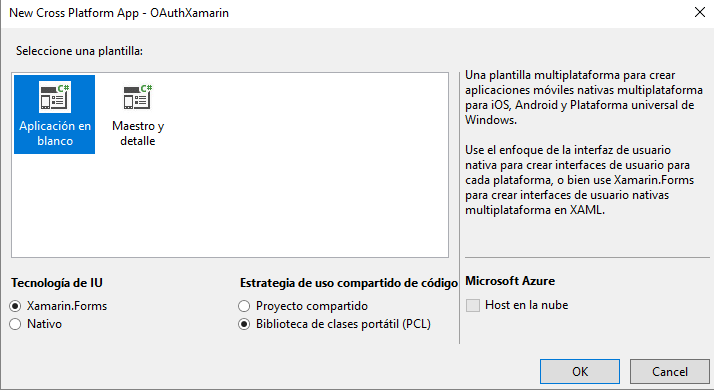 New Cross Platform App - OAuthXamarin
Seleccione una plantilla:
C#
Aplicación en
blanco
C#
Maestro y
detalle
Una plantilla multiplataforma para crear
aplicaciones móviles nativas multiplataforma
para iOS, Android y Plataforma universal de
Windows.
Use el enfoque de la interfaz de usuario
nativa para crear interfaces de usuario para
cada plataforma, o bien use Xamarin.Forms
para crear interfaces de usuario nativas
multiplataforma en XAML.
Tecnología de IU
Xamarin.Forms
Nativo
Estrategia de uso compartido de código
Proyecto compartido
Biblioteca de clases portátil (PCL)
Microsoft Azure
Host en la nube
OK
Cancel